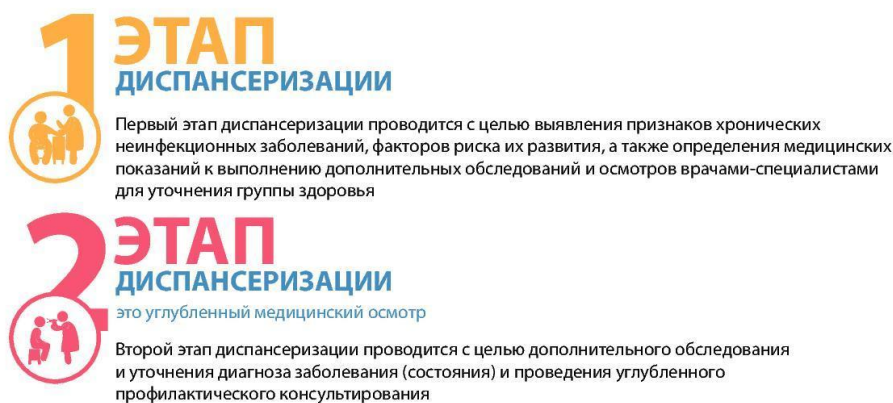 1 ЭТАП
ДИСПАНСЕРИЗАЦИИ
Первый этап диспансеризации проводится с целью выявления признаков хронических
неинфекционных заболеваний, факторов риска их развития, а также определения медицинских
показаний к выполнению дополнительных обследований и осмотров врачами-специалистами
для уточнения группы здоровья
2 ЭТАП
ДИСПАНСЕРИЗАЦИИ
это углубленный медицинский осмотр
Второй этап диспансеризации проводится с целью дополнительного обследования
и уточнения диагноза заболевания (состояния) и проведения углубленного
профилактического консультирования